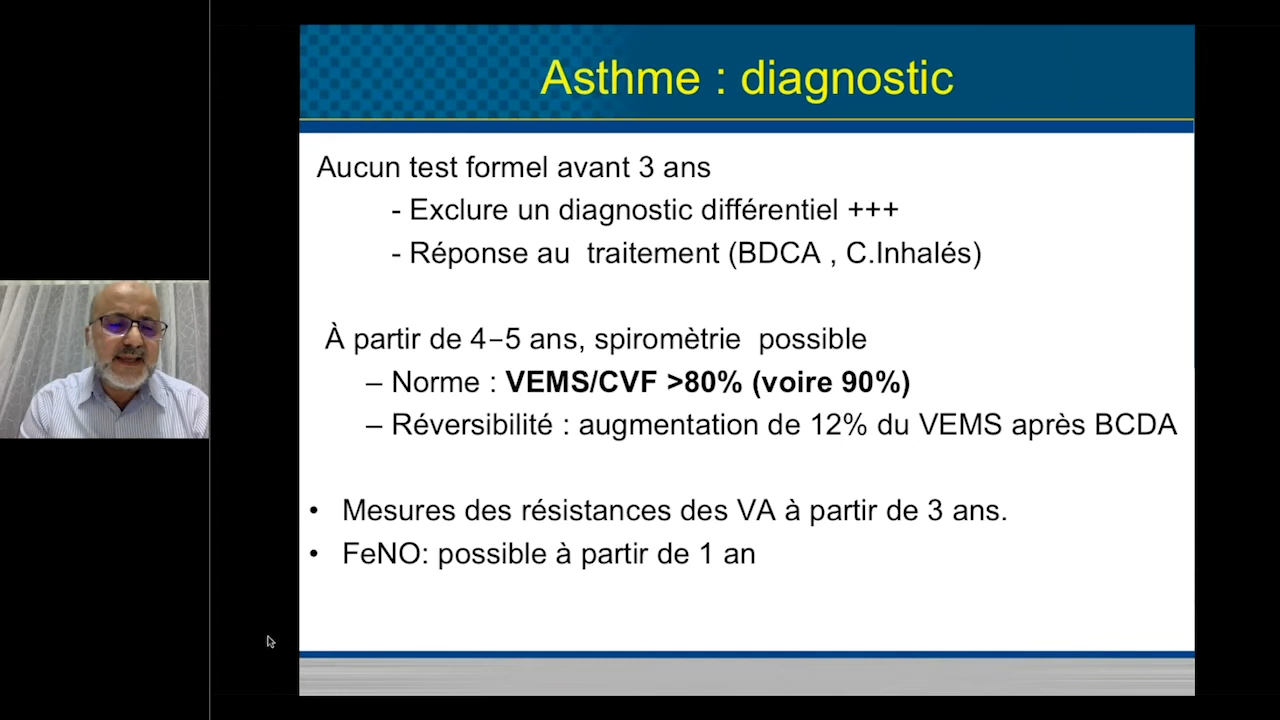 Asthme : diagnostic
Aucun test formel avant 3 ans
- Exclure un diagnostic différentiel +++
- Réponse au traitement (BDCA , C.Inhalés)
À partir de 4–5 ans, spiromètrie possible
– Norme : VEMS/CVF >80% (voire 90%)
– Réversibilité : augmentation de 12% du VEMS après BCDA
• Mesures des résistances des VA à partir de 3 ans.
• FeNO: possible à partir de 1 an